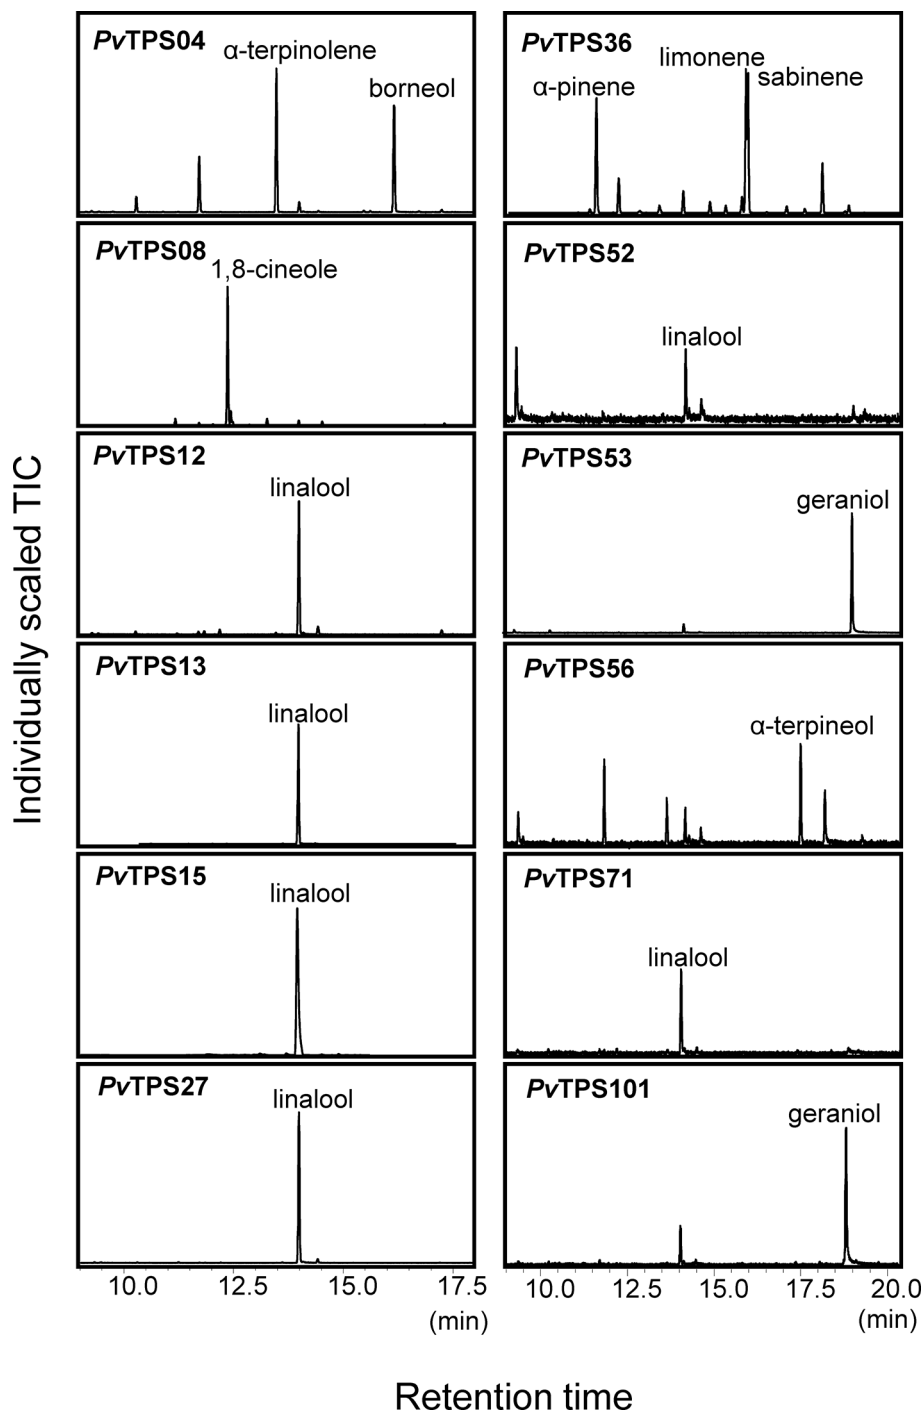 Individually scaled TIC
PvTPS04
α-terpinolene
borneol
PvTPS08
1,8-cineole
PvTPS12
linalool
PvTPS13
linalool
PvTPS15
linalool
PvTPS27
linalool
10.0 12.5 15.0 17.5
(min)
PvTPS36
limonene
α-pinene
sabinene
PvTPS52
linalool
PvTPS53
geraniol
PvTPS56
α-terpineol
PvTPS71
linalool
PvTPS101
geraniol
10.0 12.5 15.0 17.5 20.0
(min)
Retention time